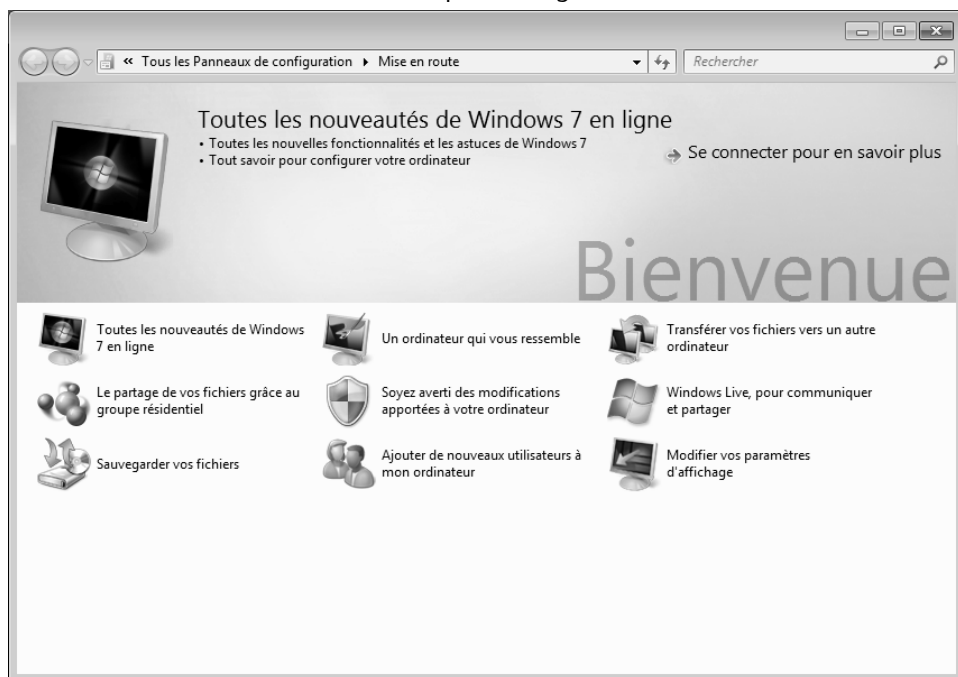 « Tous les Panneaux de configuration ▸ Mise en route
Rechercher
Toutes les nouveautés de Windows 7 en ligne
• Toutes les nouvelles fonctionnalités et les astuces de Windows 7
• Tout savoir pour configurer votre ordinateur
Se connecter pour en savoir plus
Bienvenue
Toutes les nouveautés de Windows
7 en ligne
Un ordinateur qui vous ressemble
Transférer vos fichiers vers un autre
ordinateur
Le partage de vos fichiers grâce au
groupe résidentiel
Soyez averti des modifications
apportées à votre ordinateur
Windows Live, pour communiquer
et partager
Sauvegarder vos fichiers
Ajouter de nouveaux utilisateurs à
mon ordinateur
Modifier vos paramètres
d'affichage